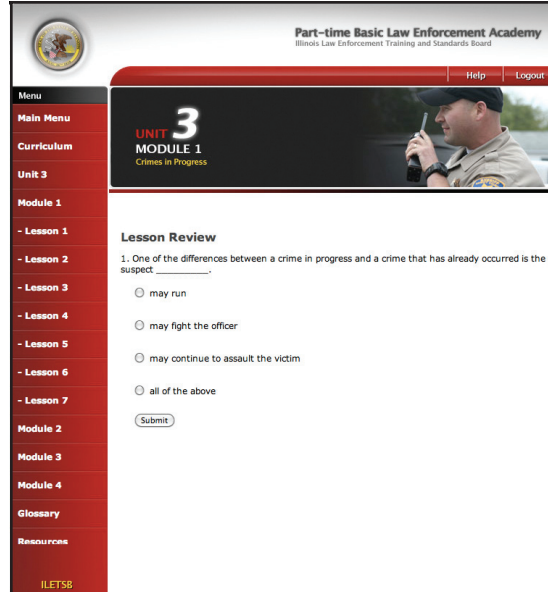 Part-time Basic Law Enforcement Academy
Illinois Law Enforcement Training and Standards Board
Help
Logout
Menu
Main Menu
Curriculum
Unit 3
Module 1
- Lesson 1
- Lesson 2
- Lesson 3
- Lesson 4
- Lesson 5
- Lesson 6
- Lesson 7
Module 2
Module 3
Module 4
Glossary
Resources
ILETSB
UNIT 3
MODULE 1
Crimes in Progress
Lesson Review
1. One of the differences between a crime in progress and a crime that has already occurred is the
suspect __________.
may run
may fight the officer
may continue to assault the victim
all of the above
Submit